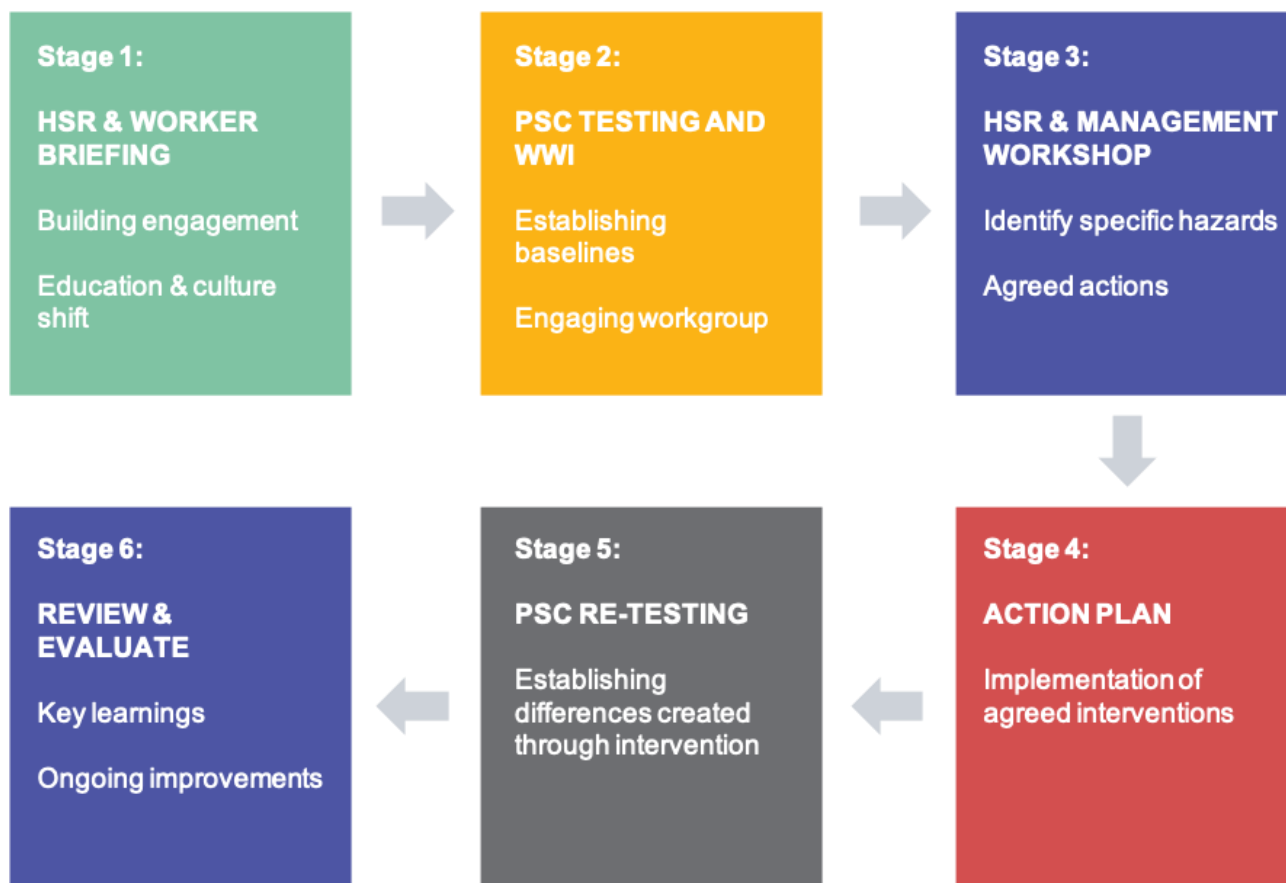 Stage 1:
HSR & WORKER
BRIEFING
Building engagement
Education & culture
shift
Stage 2:
PSC TESTING AND
WWI
Establishing
baselines
Engaging workgroup
Stage 3:
HSR & MANAGEMENT
WORKSHOP
Identify specific hazards
Agreed actions
Stage 4:
ACTION PLAN
Implementation of
agreed interventions
Stage 5:
PSC RE-TESTING
Establishing
differences created
through intervention
Stage 6:
REVIEW &
EVALUATE
Key learnings
Ongoing improvements